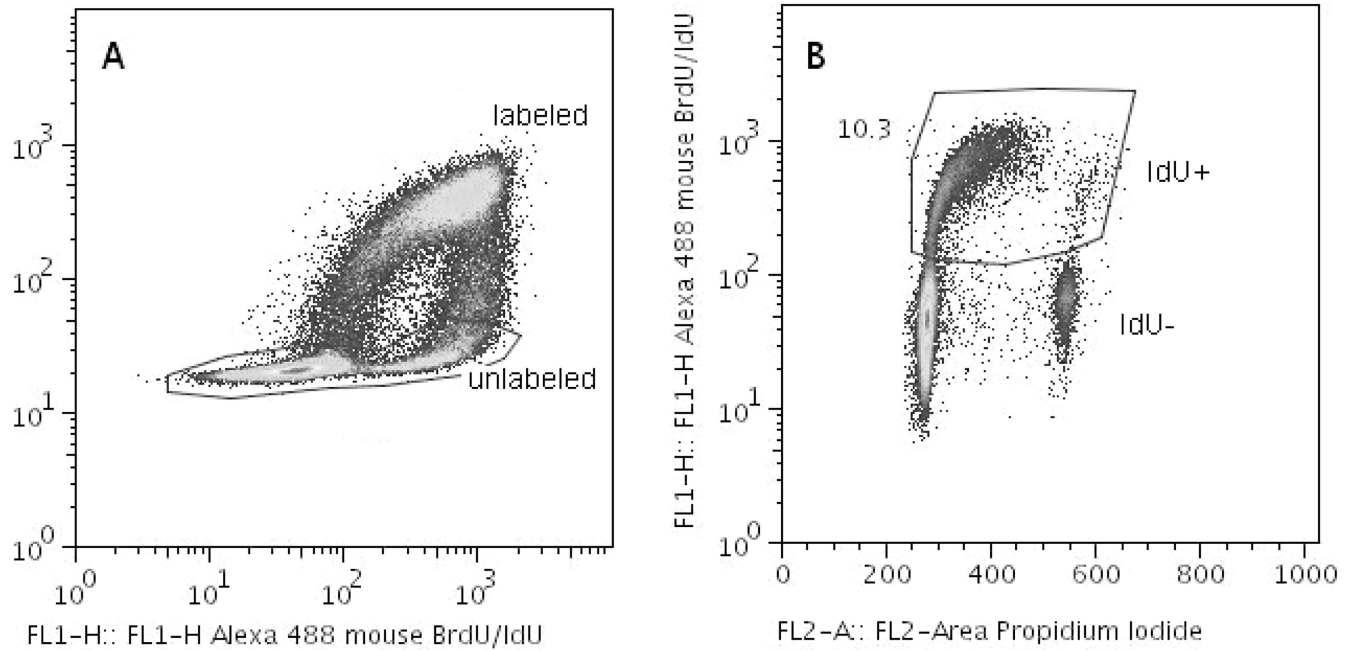 A
labeled
unlabeled
10^3
10^2
10^1
10^0
10^0 10^1 10^2 10^3
FL1-H:: FL1-H Alexa 488 mouse BrdU/IdU
B
10.3
IdU+
IdU-
FL1-H:: FL1-H Alexa 488 mouse BrdU/IdU
10^3
10^2
10^1
10^0
0 200 400 600 800 1000
FL2-A:: FL2-Area Propidium Iodide